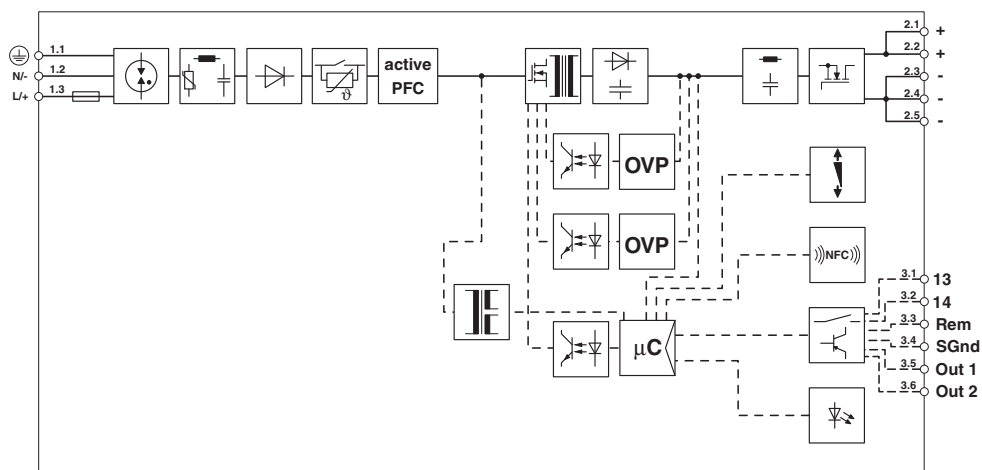 1.1
N/- 1.2
L/+ 1.3
ϑ
active
PFC
2.1 +
2.2 +
2.3 -
2.4 -
2.5 -
OVP
OVP
NFC
μC
3.1 13
3.2 14
3.3 Rem
3.4 SGnd
3.5 Out 1
3.6 Out 2